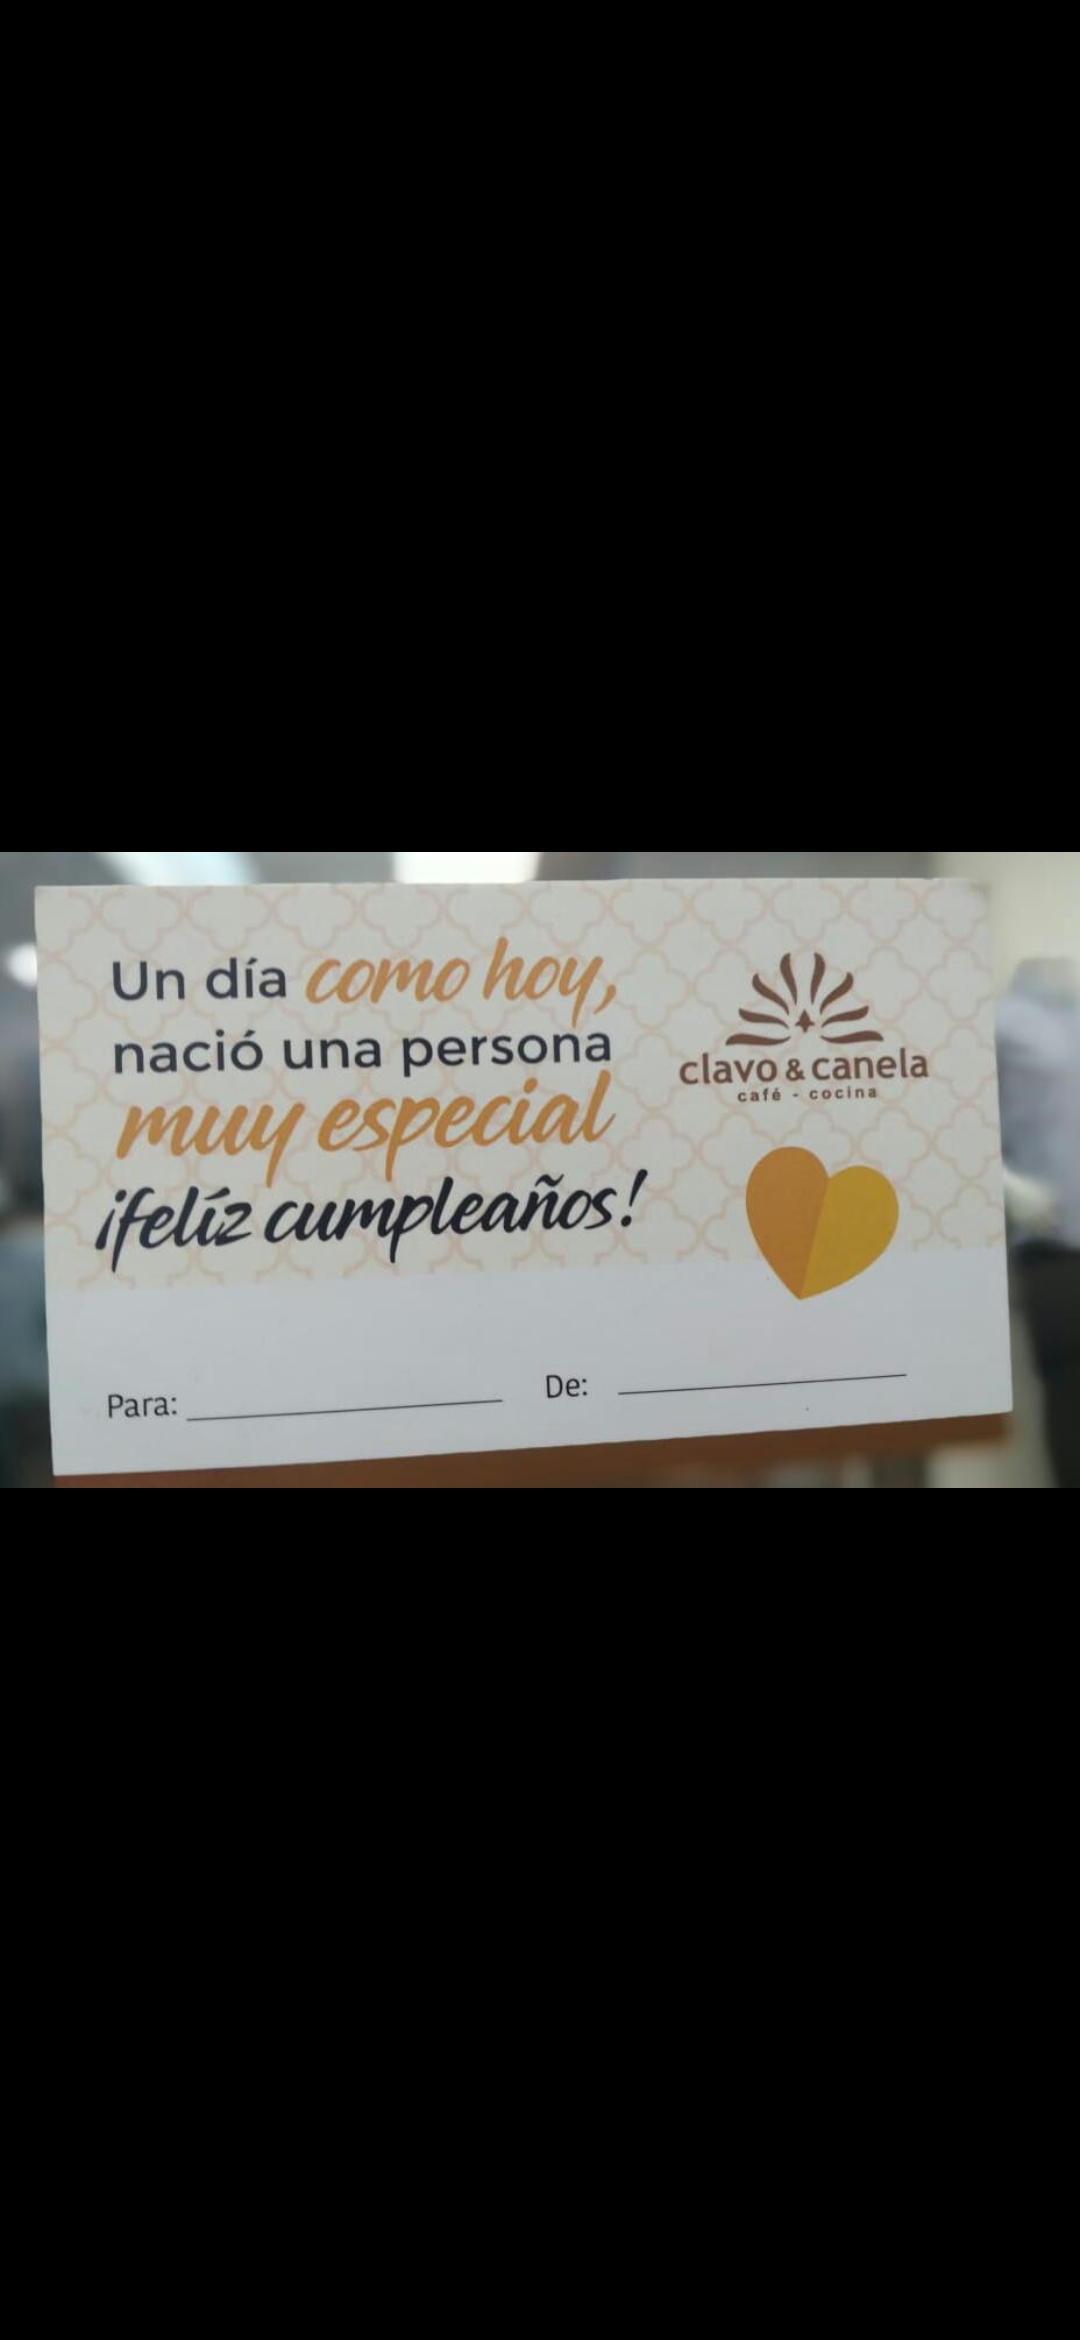 Un día como hoy,
nació una persona
muy especial
¡felíz cumpleaños!
clavo & canela
café - cocina
Para:
De: